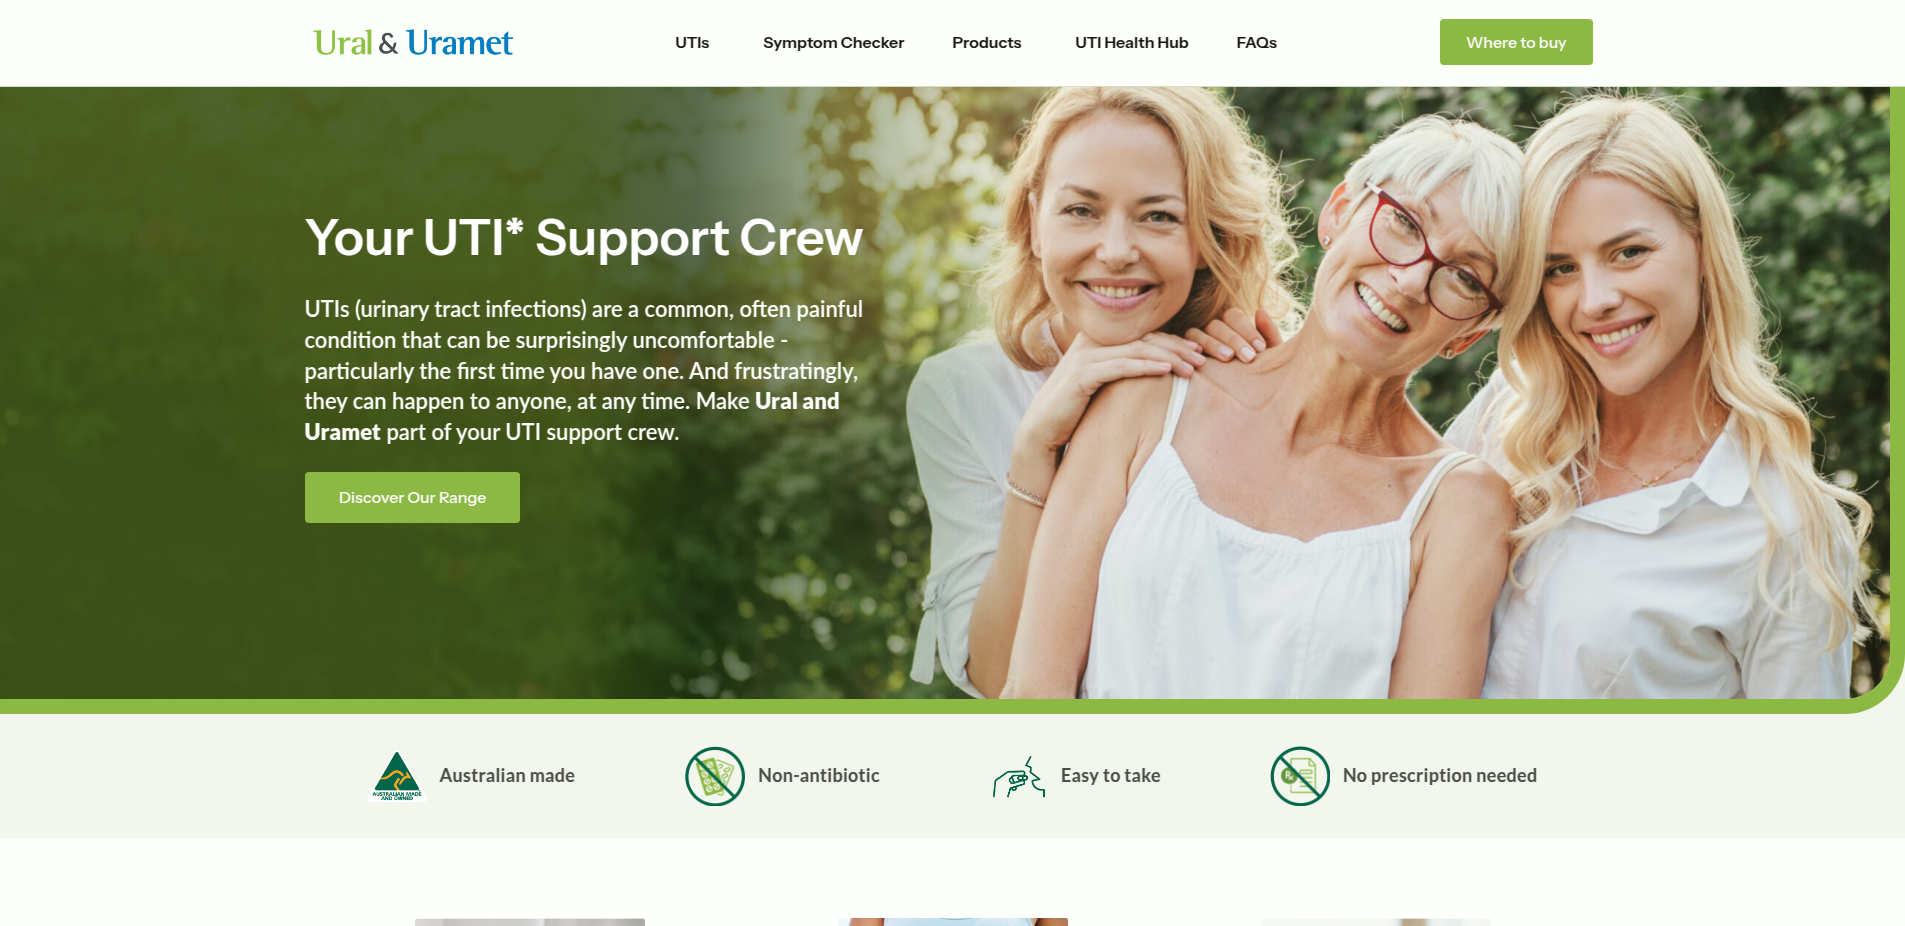 Ural & Uramet
UTIs
Symptom Checker
Products
UTI Health Hub
FAQs
Where to buy
Your UTI* Support Crew
UTIs (urinary tract infections) are a common, often painful
condition that can be surprisingly uncomfortable -
particularly the first time you have one. And frustratingly,
they can happen to anyone, at any time. Make Ural and
Uramet part of your UTI support crew.
Discover Our Range
AUSTRALIAN MADE
AND OWNED
Australian made
Non-antibiotic
Easy to take
No prescription needed